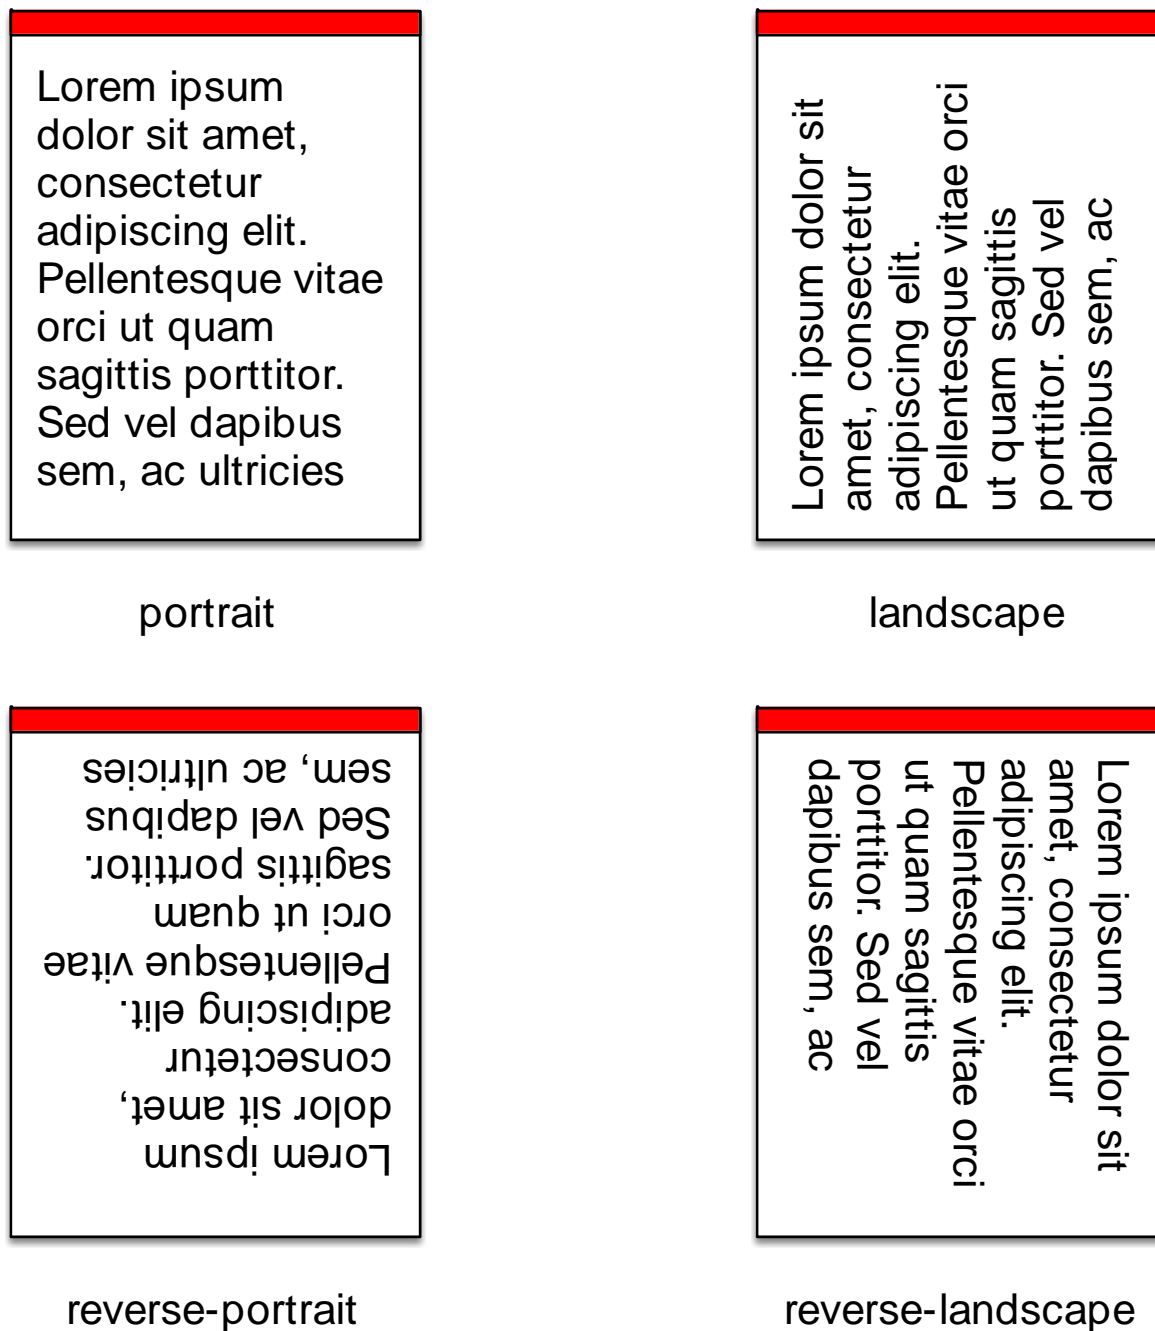 Lorem ipsum
dolor sit amet,
consectetur
adipiscing elit.
Pellentesque vitae
orci ut quam
sagittis porttitor.
Sed vel dapibus
sem, ac ultricies
portrait
Lorem ipsum dolor sit
amet, consectetur
adipiscing elit.
Pellentesque vitae orci
ut quam sagittis
porttitor. Sed vel
dapibus sem, ac
landscape
Lorem ipsum
dolor sit amet,
consectetur
adipiscing elit.
Pellentesque vitae
orci ut quam
sagittis porttitor.
Sed vel dapibus
sem, ac ultricies
reverse-portrait
Lorem ipsum dolor sit
amet, consectetur
adipiscing elit.
Pellentesque vitae orci
ut quam sagittis
porttitor. Sed vel
dapibus sem, ac
reverse-landscape